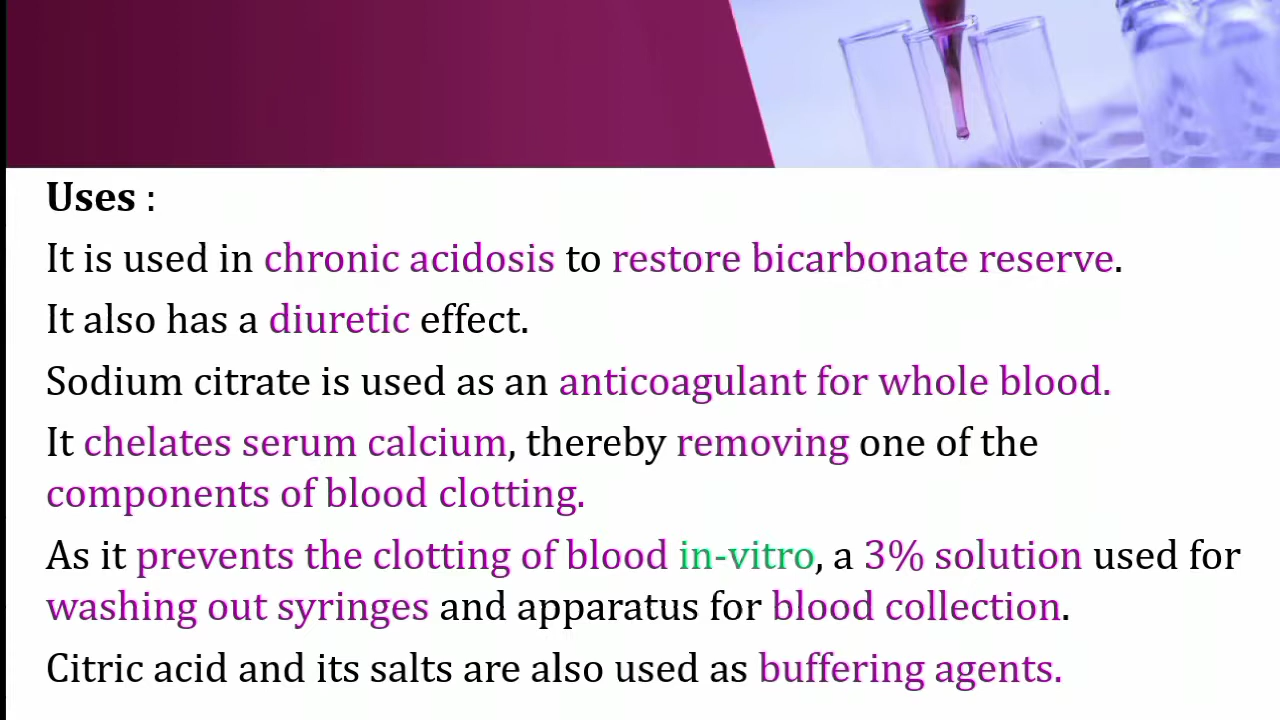 Uses :
It is used in chronic acidosis to restore bicarbonate reserve.
It also has a diuretic effect.
Sodium citrate is used as an anticoagulant for whole blood.
It chelates serum calcium, thereby removing one of the
components of blood clotting.
As it prevents the clotting of blood in-vitro, a 3% solution used for
washing out syringes and apparatus for blood collection.
Citric acid and its salts are also used as buffering agents.